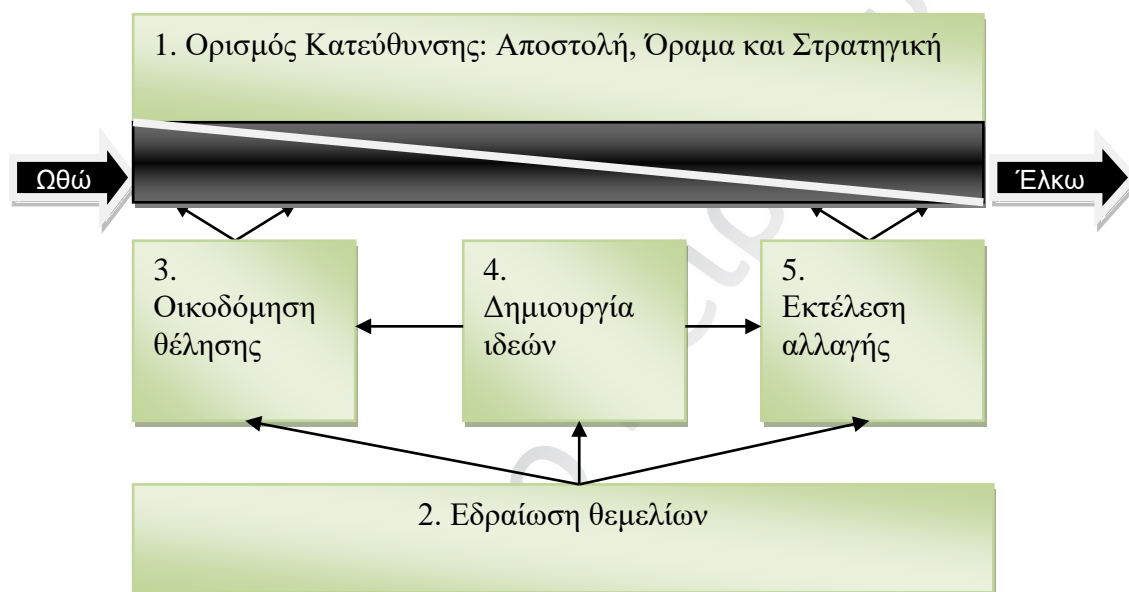 1. Ορισμός Κατεύθυνσης: Αποστολή, Όραμα και Στρατηγική
Ωθώ
Έλκω
3.
Οικοδόμηση
θέλησης
4.
Δημιουργία
ιδεών
5.
Εκτέλεση
αλλαγής
2. Εδραίωση θεμελίων